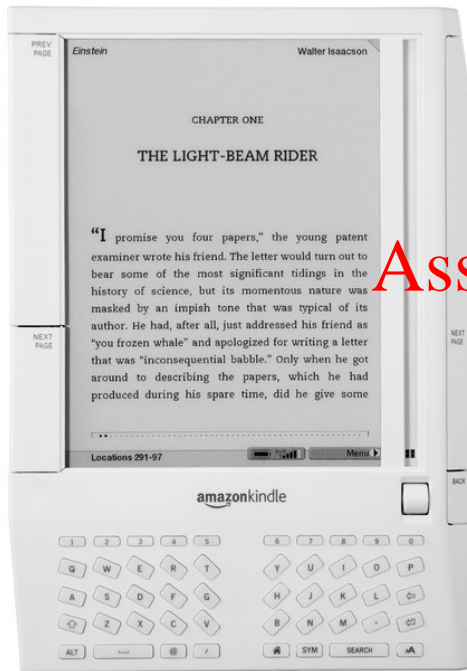 PREV
PAGE
Einstein
Walter Isaacson
CHAPTER ONE
THE LIGHT-BEAM RIDER
“I promise you four papers,” the young patent
examiner wrote his friend. The letter would turn out to
bear some of the most significant tidings in the
history of science, but its momentous nature was
masked by an impish tone that was typical of its
author. He had, after all, just addressed his friend as
“you frozen whale” and apologized for writing a letter
that was “inconsequential babble.” Only when he got
around to describing the papers, which he had
produced during his spare time, did he give some
Ass
NEXT
PAGE
NEXT
PAGE
Locations 291-97
Menu
BACK
amazonkindle
1 2 3 4 5 6 7 8 9 0
Q W E R T Y U I O P
A S D F G H J K L
Z X C V B N M .
ALT @ / SYM SEARCH AA